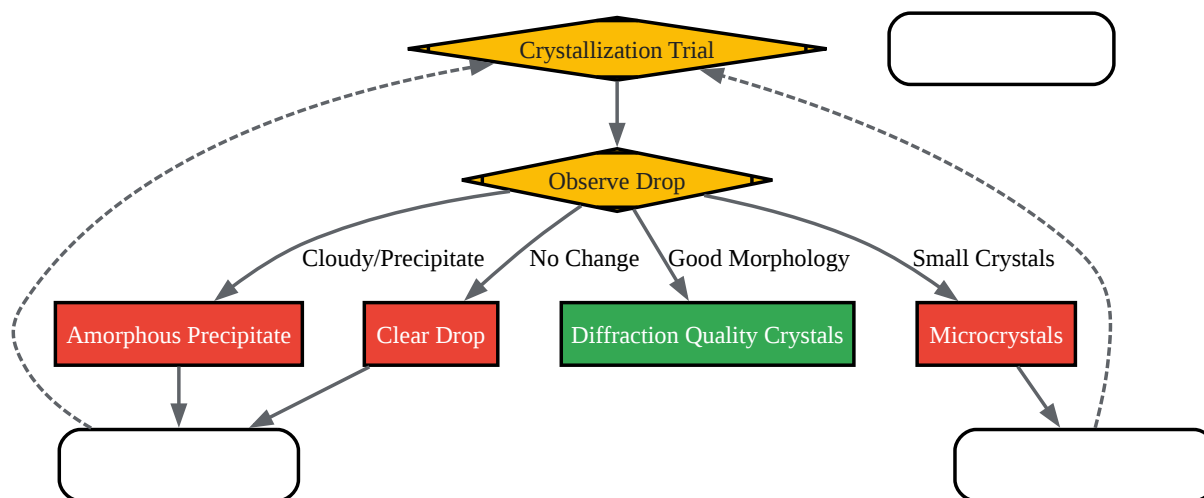 Crystallization Trial
Observe Drop
Cloudy/Precipitate
No Change
Good Morphology
Small Crystals
Amorphous Precipitate
Clear Drop
Diffraction Quality Crystals
Microcrystals